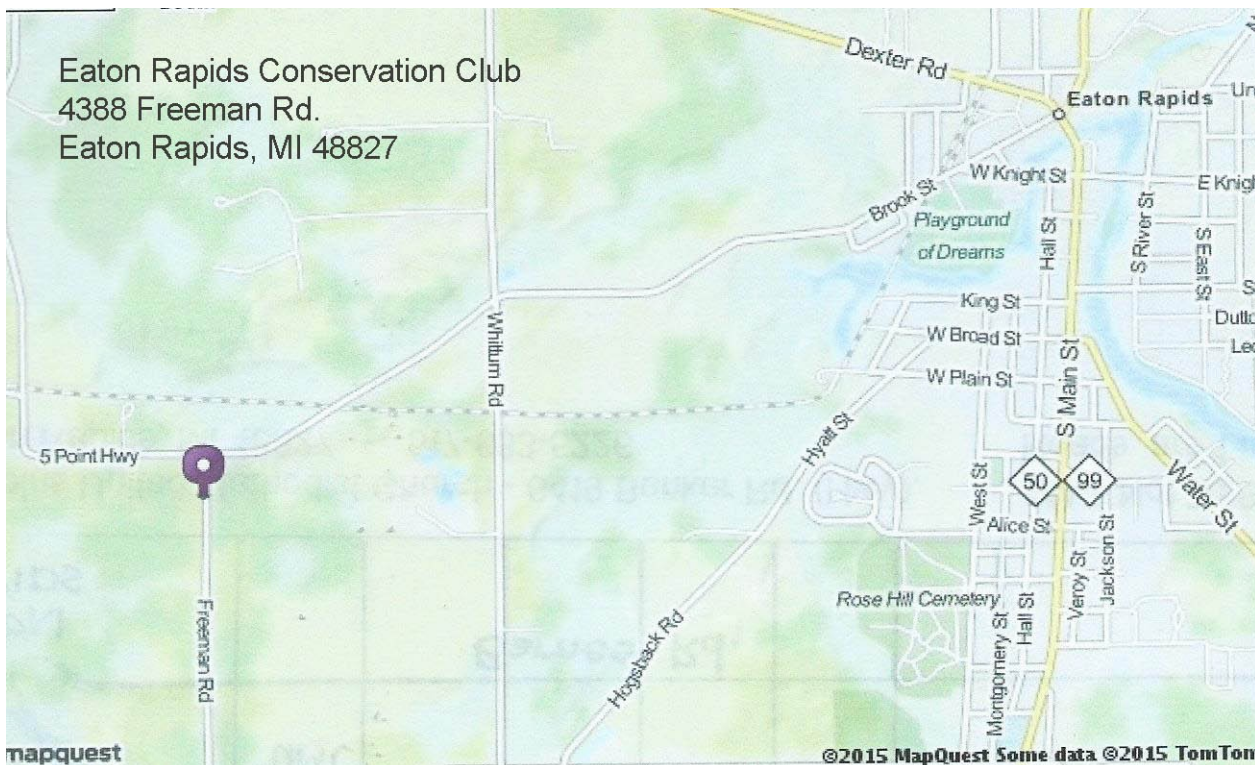 Eaton Rapids Conservation Club
4388 Freeman Rd.
Eaton Rapids, MI 48827
Dexter Rd
Eaton Rapids
W Knight St
Brook St
Playground
of Dreams
Hall St
S River St
S East St
King St
W Broad St
W Plain St
Whittum Rd
S Main St
5 Point Hwy
Hyatt St
West St
50
99
Water St
Alice St
Jackson St
Veroy St
Rose Hill Cemetery
Hall St
Montgomery St
Freeman Rd
Hogsback Rd
mapquest
©2015 MapQuest Some data ©2015 TomTom